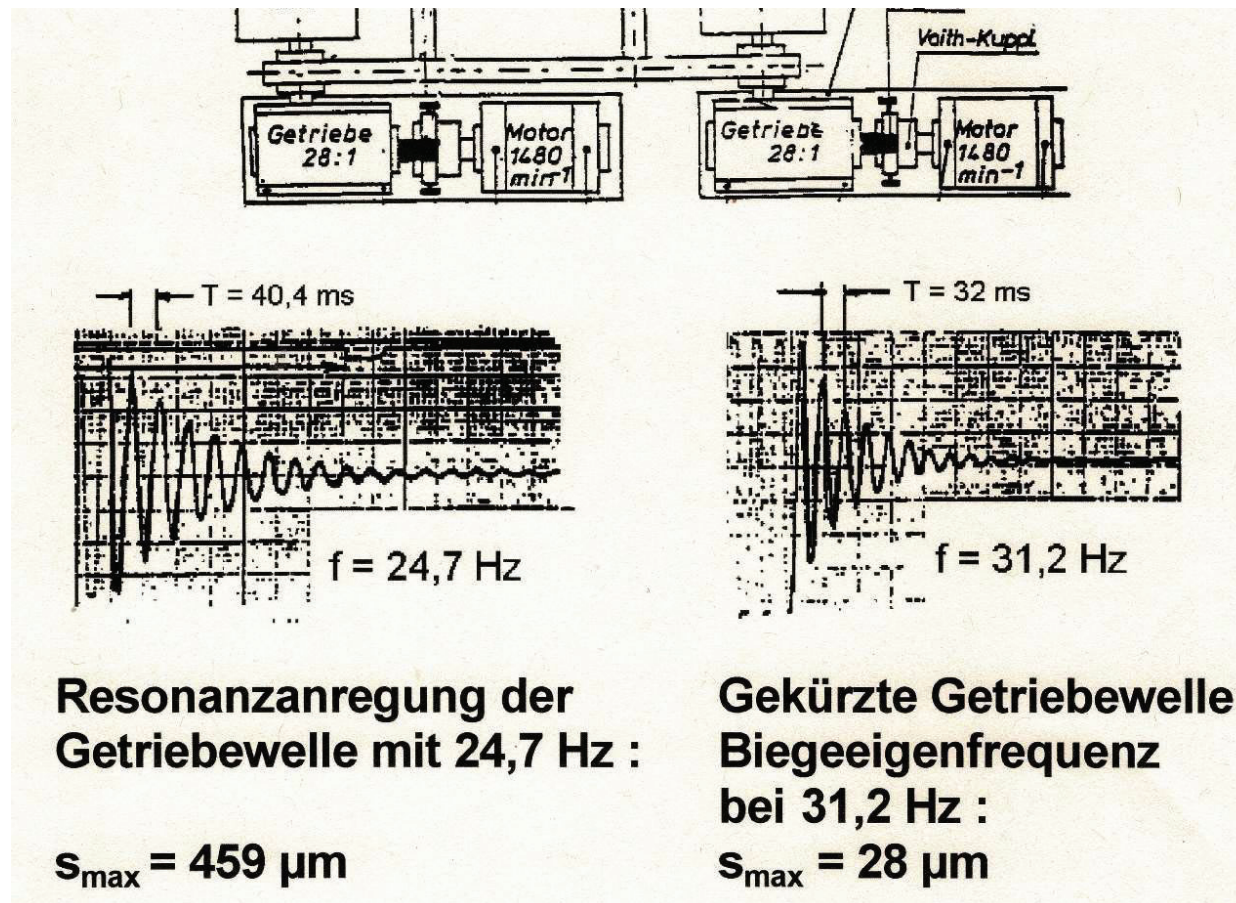 Voith-Kuppl.
Getriebe
28:1
Motor
1480
min-1
Getriebe
28:1
Motor
1480
min-1
T = 40,4 ms
T = 32 ms
f = 24,7 Hz
f = 31,2 Hz
Resonanzanregung der
Getriebewelle mit 24,7 Hz :
smax = 459 µm
Gekürzte Getriebewelle
Biegeeigenfrequenz
bei 31,2 Hz :
smax = 28 µm